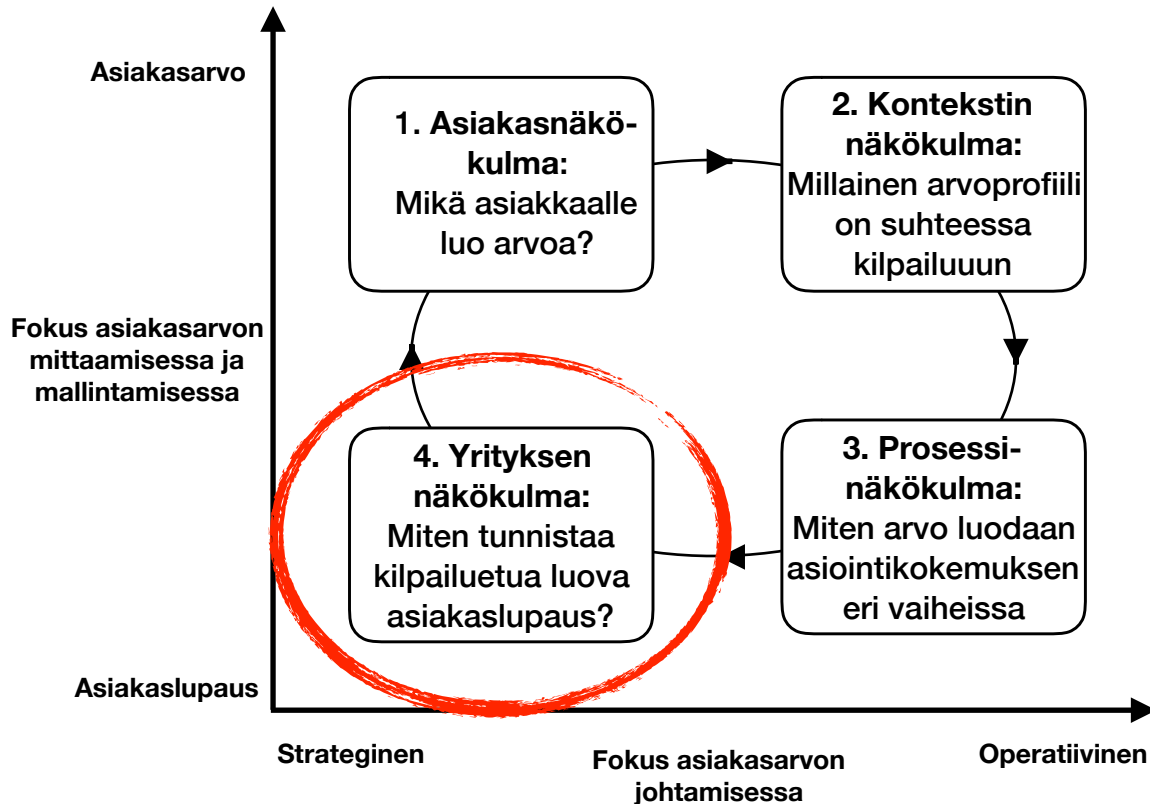 Asiakasarvo
1. Asiakasnäkö-
kulma:
Mikä asiakkaalle
luo arvoa?
2. Kontekstin
näkökulma:
Millainen arvoprofiili
on suhteessa
kilpailuuun
Fokus asiakasarvon
mittaamisessa ja
mallintamisessa
4. Yrityksen
näkökulma:
Miten tunnistaa
kilpailuetua luova
asiakaslupaus?
3. Prosessi-
näkökulma:
Miten arvo luodaan
asiointikokemuksen
eri vaiheissa
Asiakaslupaus
Strateginen
Fokus asiakasarvon
johtamisessa
Operatiivinen